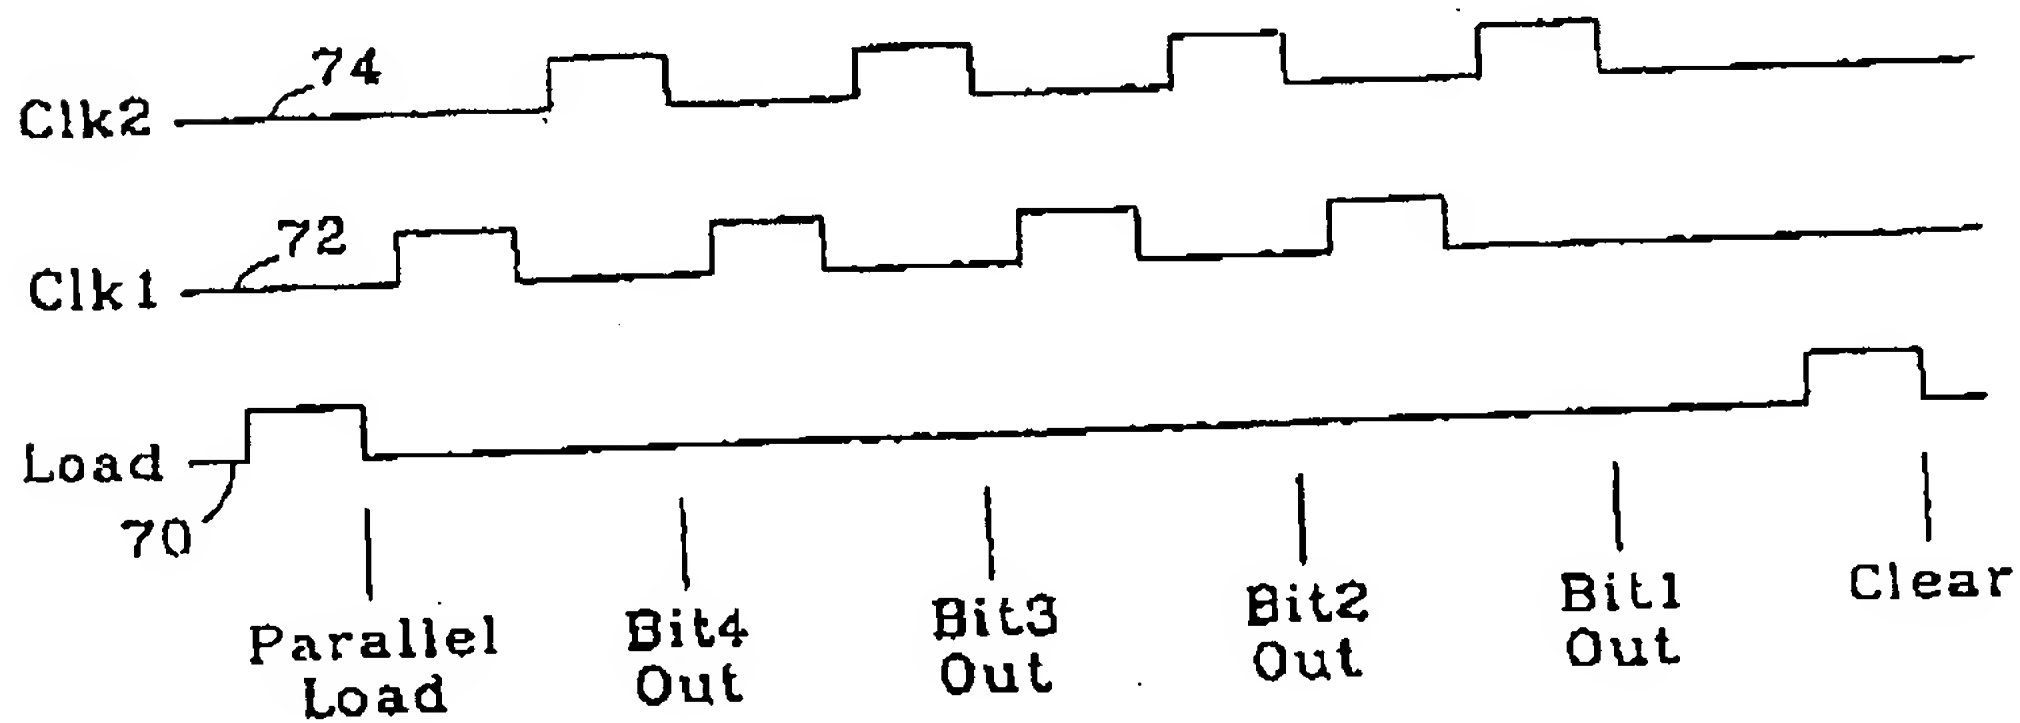 74
Clk2
72
Clk1
Load
70
Parallel
Load
Bit4
Out
Bit3
Out
Bit2
Out
Bit1
Out
Clear